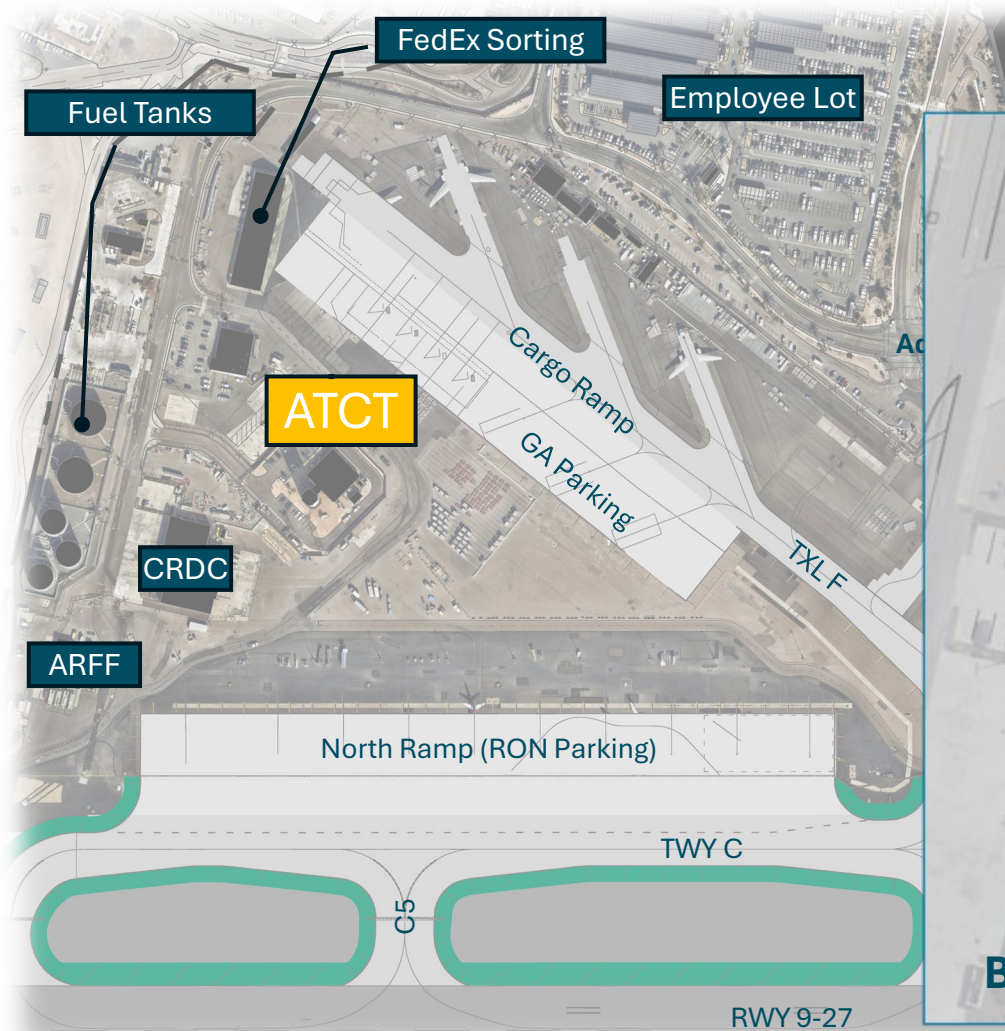 FedEx Sorting
Employee Lot
Fuel Tanks
Cargo Ramp
ATCT
GA Parking
TXL F
CRDC
ARFF
North Ramp (RON Parking)
TWY C
C5
RWY 9-27